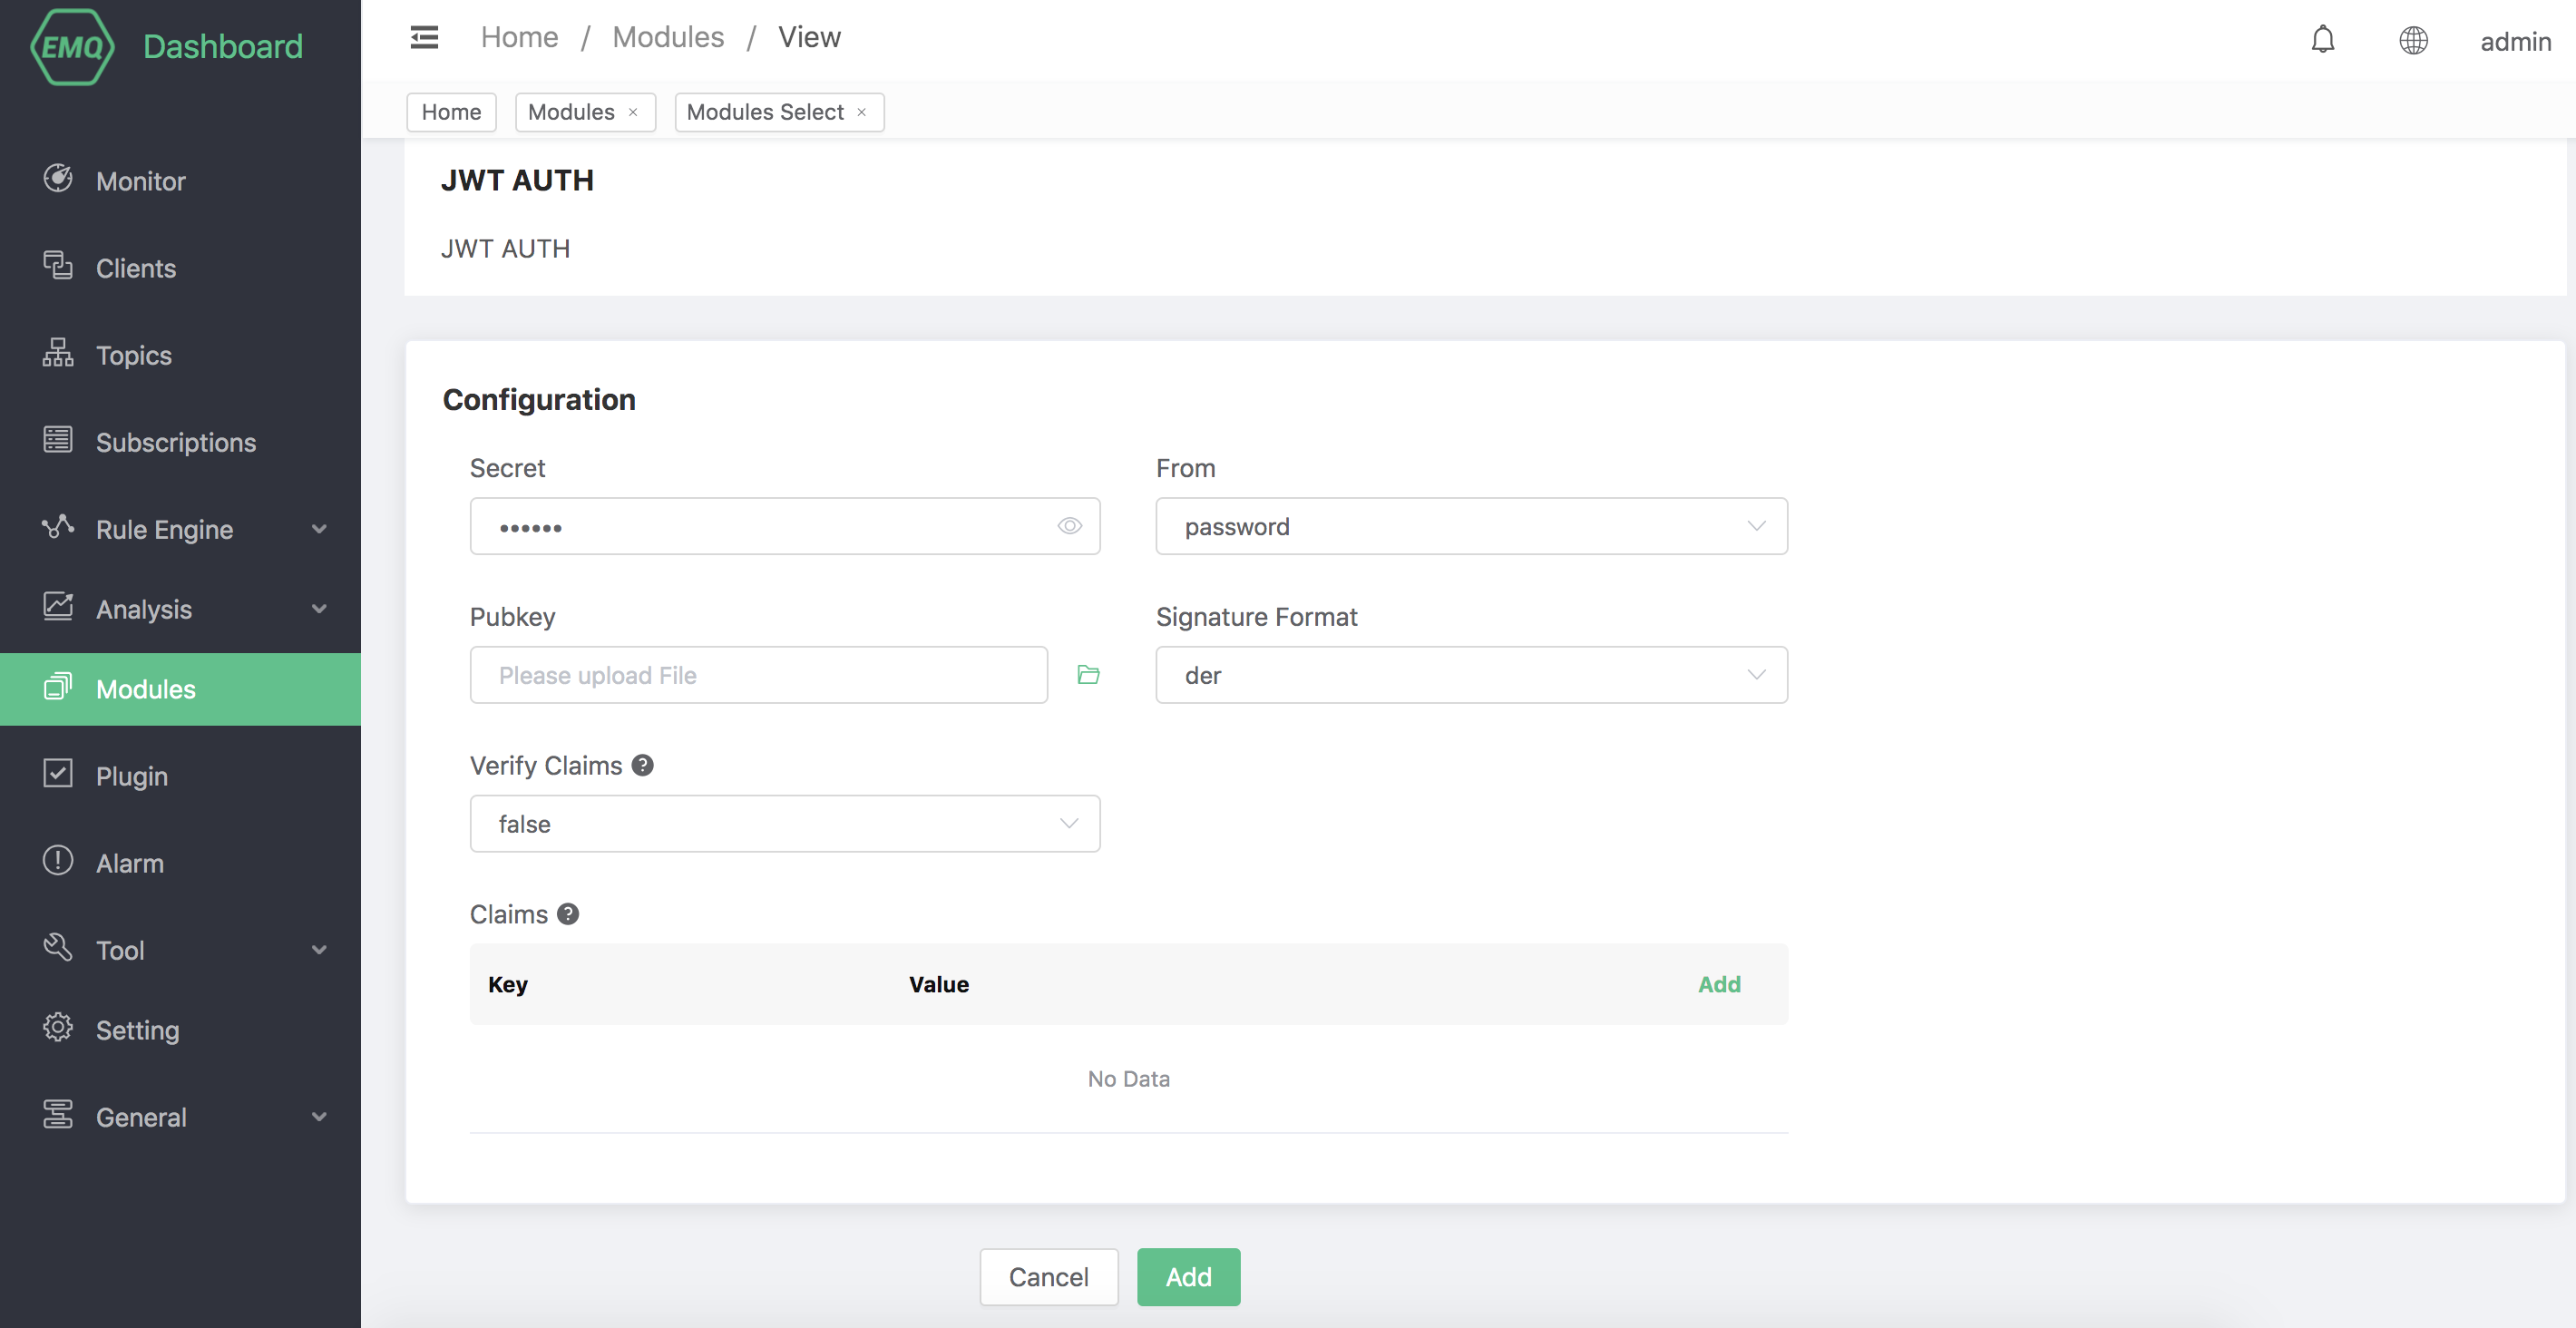 EMQ Dashboard
Home / Modules / View
admin
Home
Modules ×
Modules Select ×
Monitor
Clients
Topics
Subscriptions
Rule Engine
Analysis
Modules
Plugin
Alarm
Tool
Setting
General
JWT AUTH
JWT AUTH
Configuration
Secret
••••••
From
password
Pubkey
Please upload File
Signature Format
der
Verify Claims ?
false
Claims ?
Key Value Add
No Data
Cancel Add